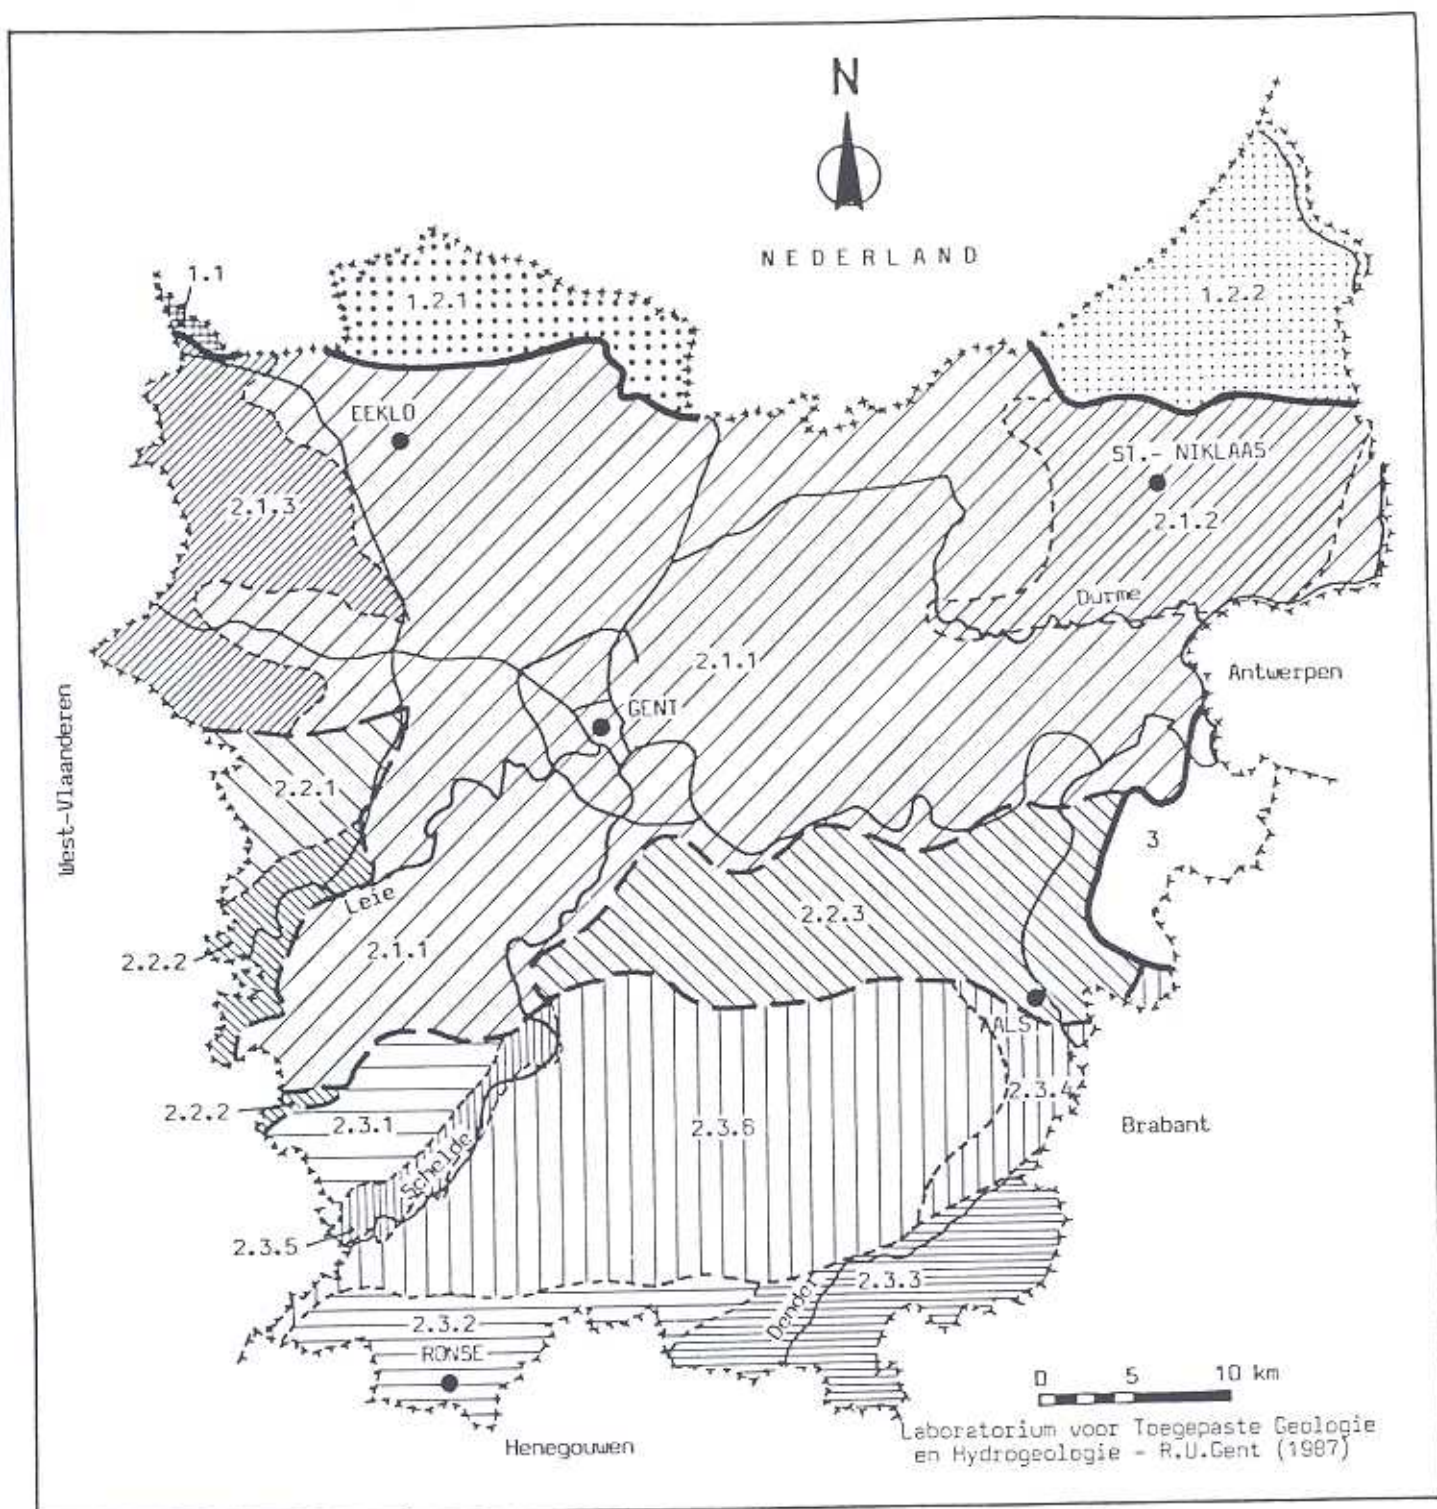 N
NEDERLAND
1.1
1.2.1
1.2.2
EEKLO
ST.- NIKLAAS
2.1.3
2.1.2
Durme
2.1.1
Antwerpen
GENT
West-Vlaanderen
2.2.1
3
Leie
2.2.3
2.2.2
2.1.1
AALST
2.3.4
2.2.2
2.3.1
2.3.6
Brabant
Schelde
2.3.5
2.3.3
Dender
2.3.2
RONSE
0 5 10 km
Laboratorium voor Toegepaste Geologie
en Hydrogeologie - R.U.Gent (1987)
Henegouwen